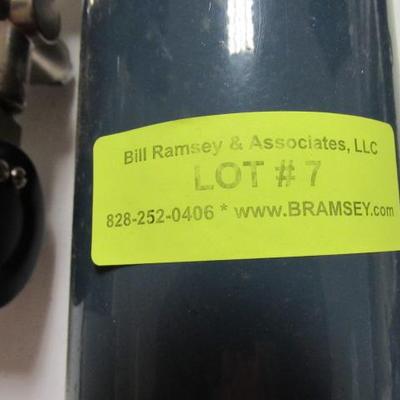 Bill Ramsey & Associates, LLC
LOT # 7
828-252-0406 * www.BRAMSEY.com